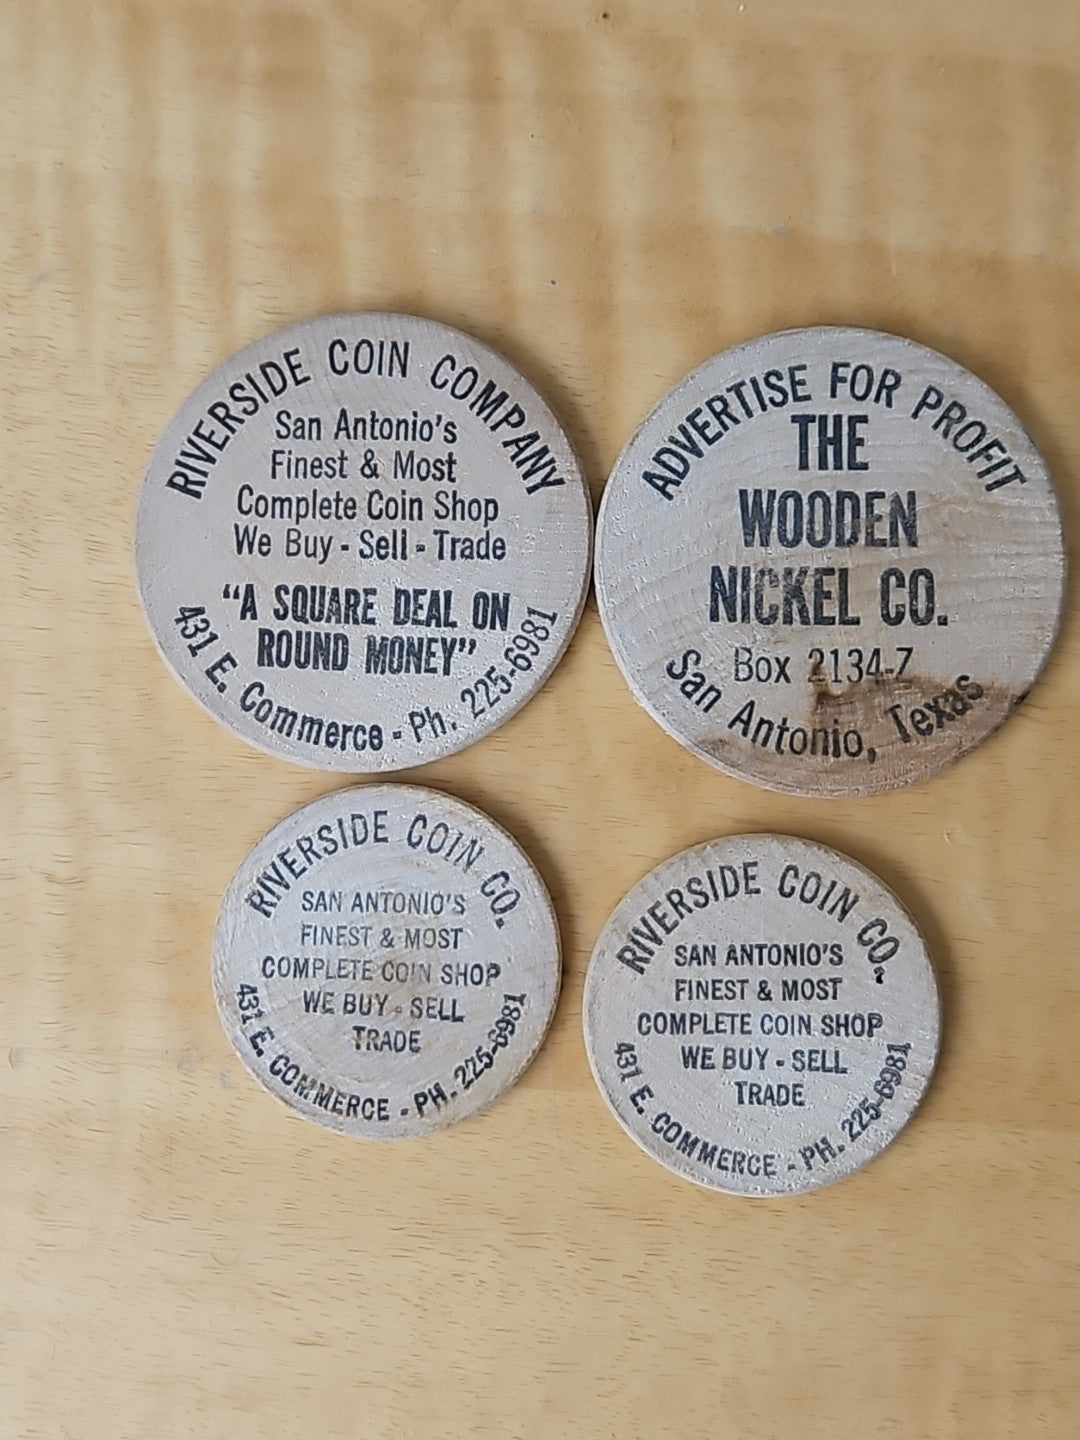 RIVERSIDE COIN COMPANY
San Antonio's
Finest & Most
Complete Coin Shop
We Buy - Sell - Trade
"A SQUARE DEAL ON
ROUND MONEY"
431 E. Commerce - Ph. 225-6981
ADVERTISE FOR PROFIT
THE
WOODEN
NICKEL CO.
Box 2134-7
San Antonio, Texas
RIVERSIDE COIN CO.
SAN ANTONIO'S
FINEST & MOST
COMPLETE COIN SHOP
WE BUY - SELL
TRADE
431 E. COMMERCE - PH. 225-6981
RIVERSIDE COIN CO.
SAN ANTONIO'S
FINEST & MOST
COMPLETE COIN SHOP
WE BUY - SELL
TRADE
431 E. COMMERCE - PH. 225-6981